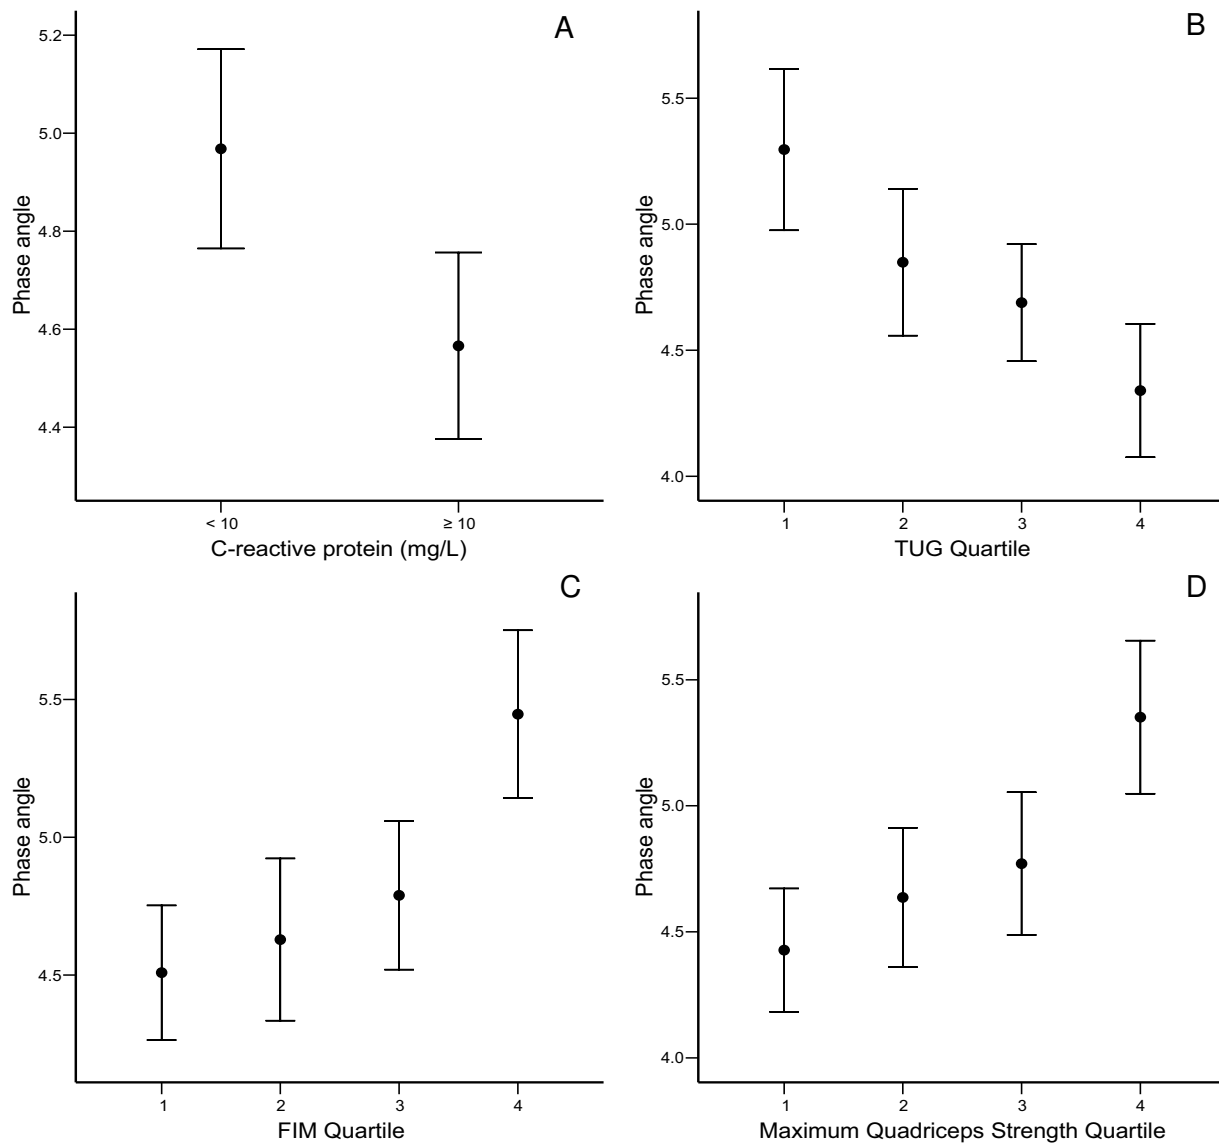 A
5.2
5.0
4.8
4.6
4.4
Phase angle
< 10
≥ 10
C-reactive protein (mg/L)
B
5.5
5.0
4.5
4.0
Phase angle
1 2 3 4
TUG Quartile
C
5.5
5.0
4.5
Phase angle
1 2 3 4
FIM Quartile
D
5.5
5.0
4.5
4.0
Phase angle
1 2 3 4
Maximum Quadriceps Strength Quartile